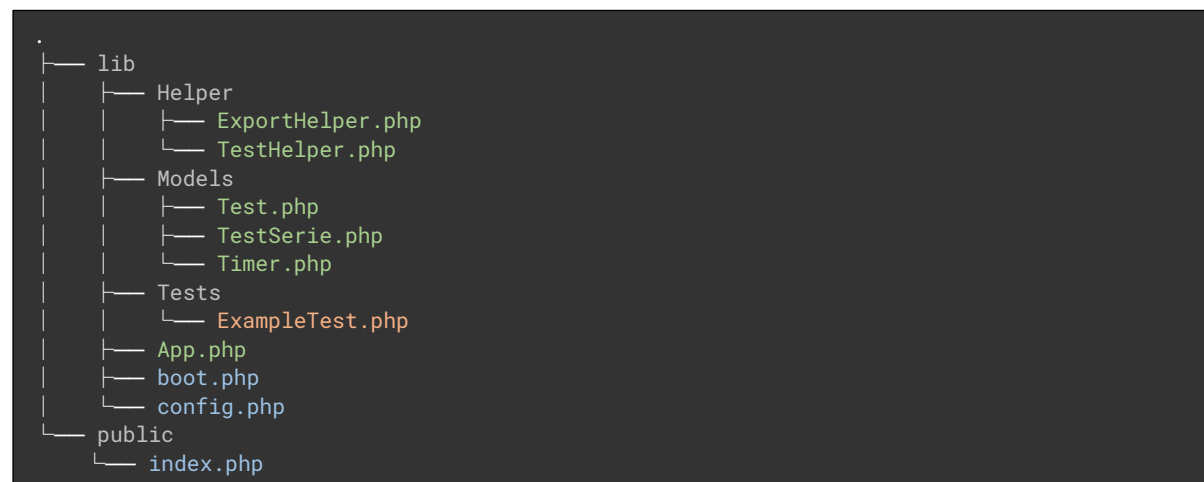 .
├── lib
│   ├── Helper
│   │   ├── ExportHelper.php
│   │   └── TestHelper.php
│   ├── Models
│   │   ├── Test.php
│   │   ├── TestSerie.php
│   │   └── Timer.php
│   ├── Tests
│   │   └── ExampleTest.php
│   ├── App.php
│   ├── boot.php
│   └── config.php
└── public
    └── index.php